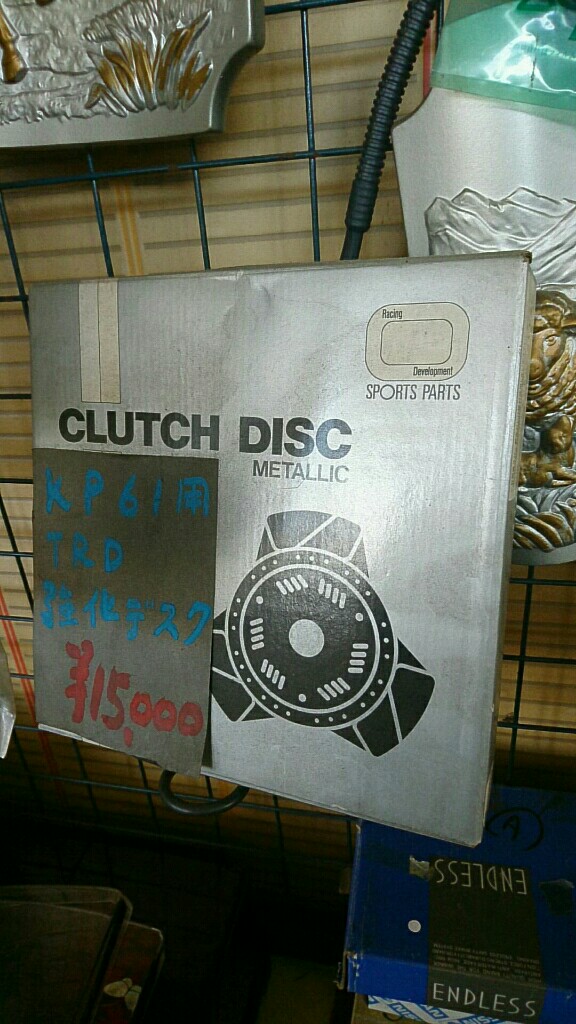 Racing
Development
SPORTS PARTS
CLUTCH DISC
METALLIC
KP61用
TRD
強化デスク
¥15,000
A
ENDLESS
ENDLESS